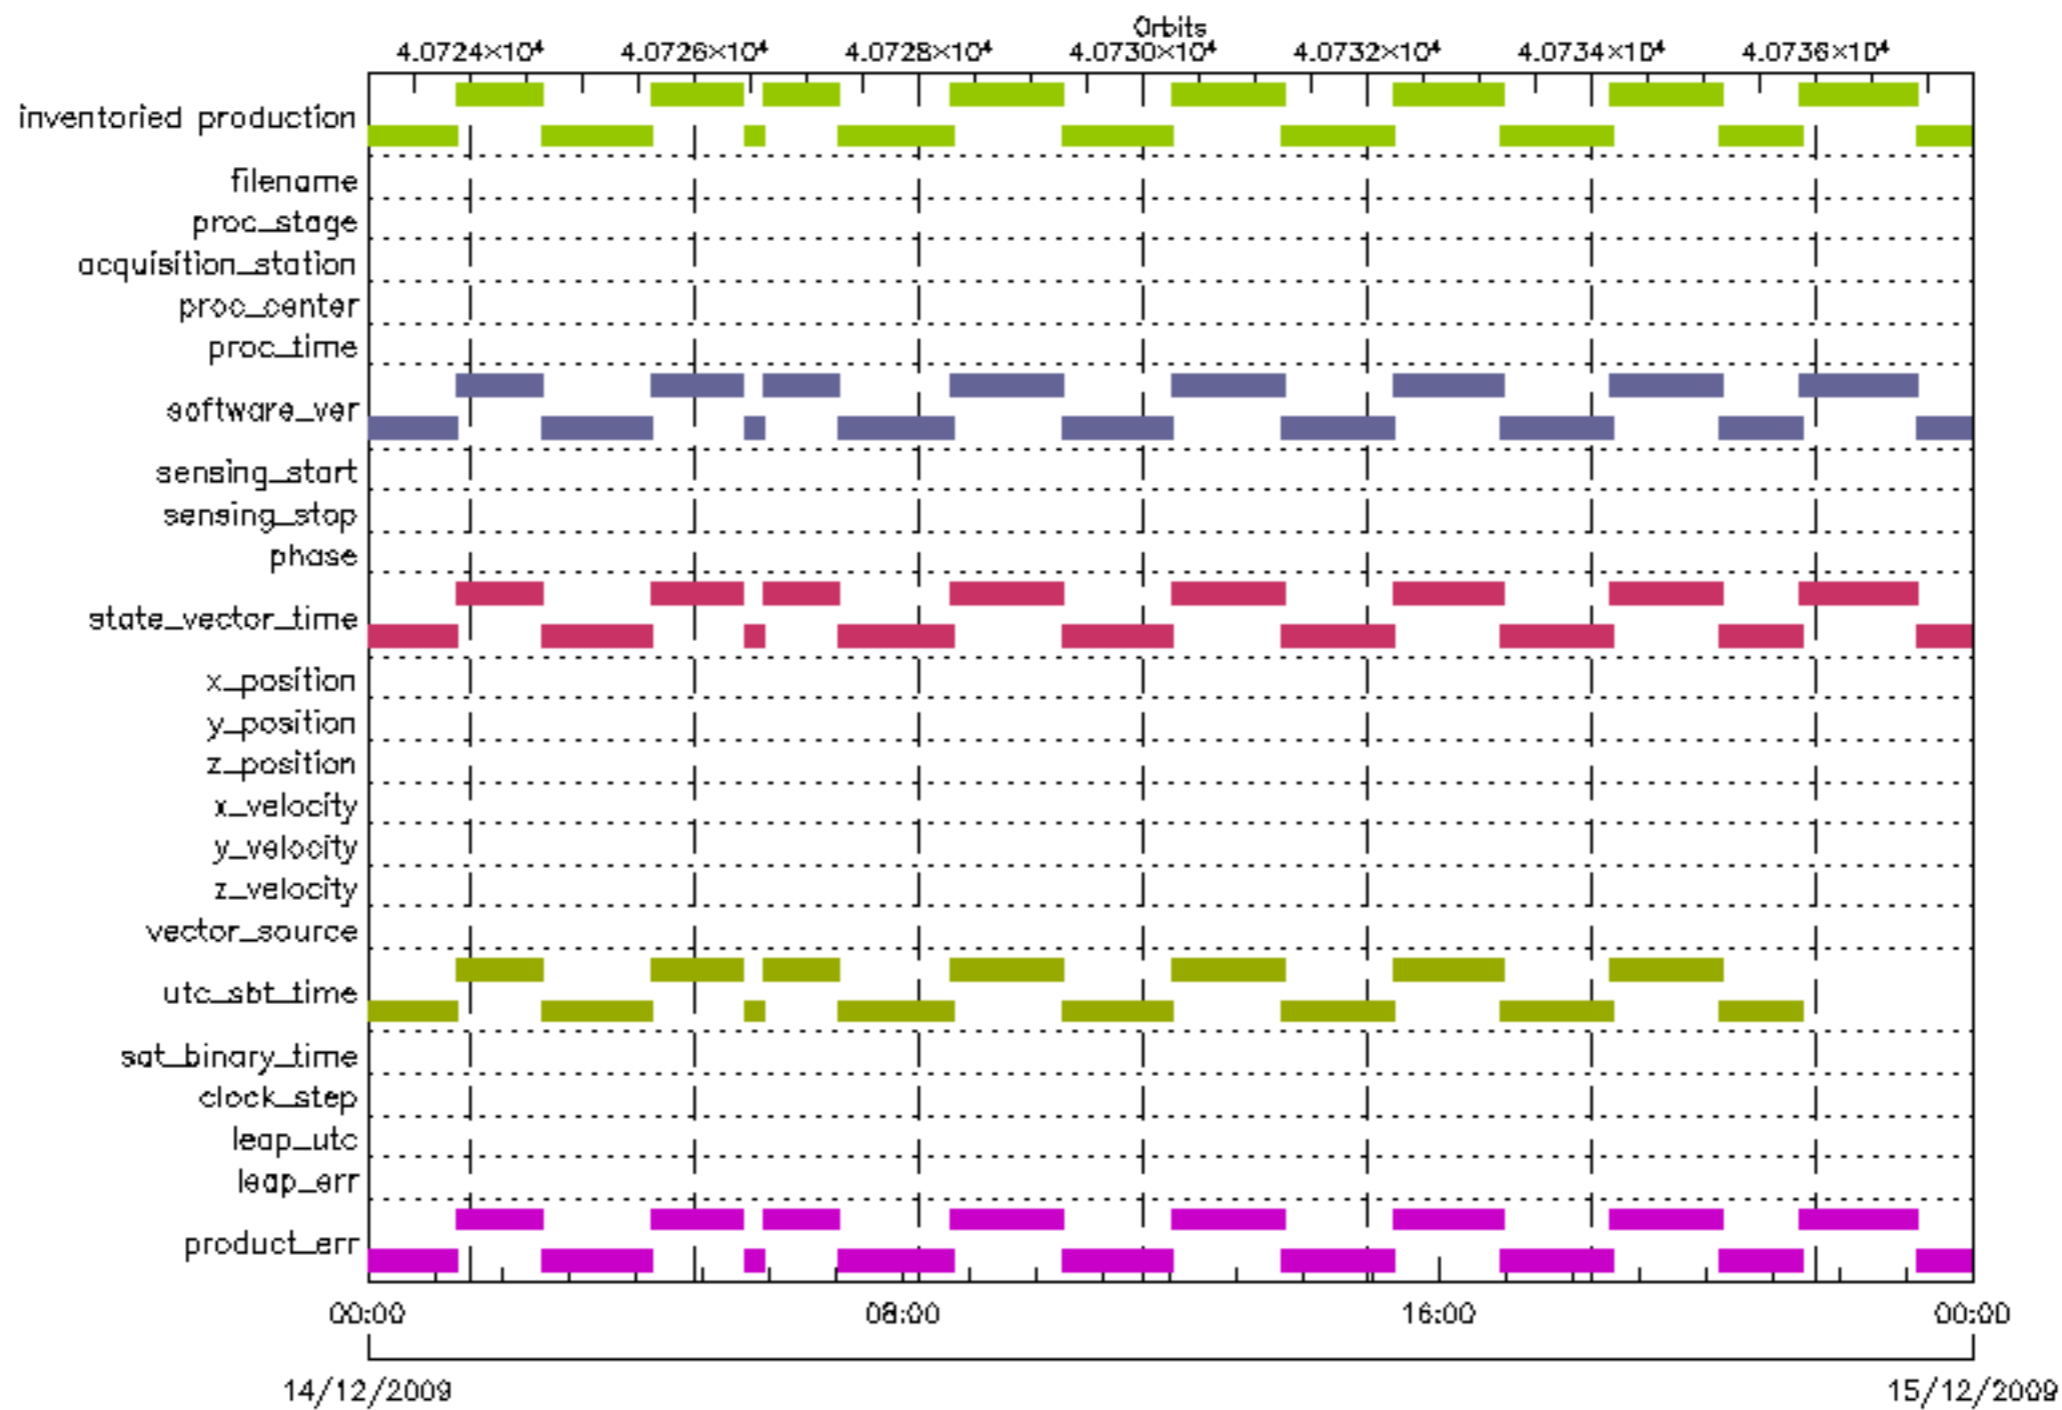 Orbits
4.0724×10⁴ 4.0726×10⁴ 4.0728×10⁴ 4.0730×10⁴ 4.0732×10⁴ 4.0734×10⁴ 4.0736×10⁴
inventoried production
filename
proc_stage
acquisition_station
proc_center
proc_time
software_ver
sensing_start
sensing_stop
phase
state_vector_time
x_position
y_position
z_position
x_velocity
y_velocity
z_velocity
vector_source
utc_sbt_time
sat_binary_time
clock_step
leap_utc
leap_err
product_err
00:00 08:00 16:00 00:00
14/12/2009 15/12/2009